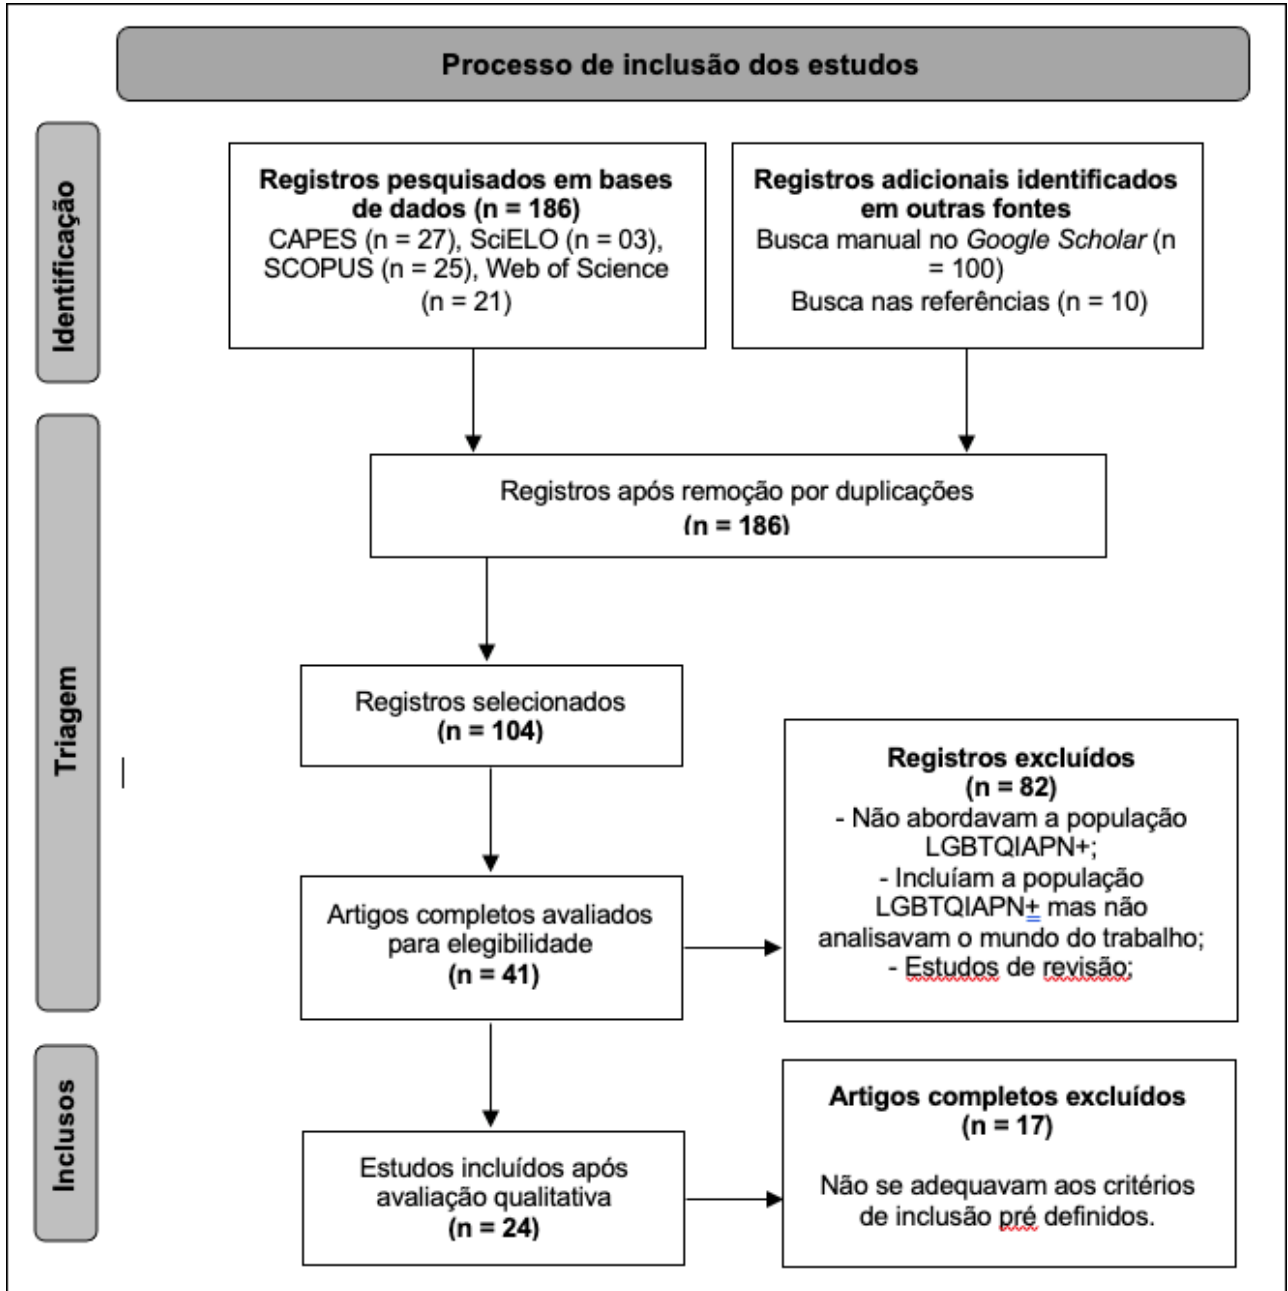 Processo de inclusão dos estudos
Identificação
Registros pesquisados em bases
de dados (n = 186)
CAPES (n = 27), SciELO (n = 03),
SCOPUS (n = 25), Web of Science
(n = 21)
Registros adicionais identificados
em outras fontes
Busca manual no Google Scholar (n
= 100)
Busca nas referências (n = 10)
Triagem
Registros após remoção por duplicações
(n = 186)
Registros selecionados
(n = 104)
Registros excluídos
(n = 82)
- Não abordavam a população
LGBTQIAPN+;
- Incluíam a população
LGBTQIAPN+ mas não
analisavam o mundo do trabalho;
- Estudos de revisão;
Artigos completos avaliados
para elegibilidade
(n = 41)
Inclusos
Estudos incluídos após
avaliação qualitativa
(n = 24)
Artigos completos excluídos
(n = 17)
Não se adequavam aos critérios
de inclusão pré definidos.